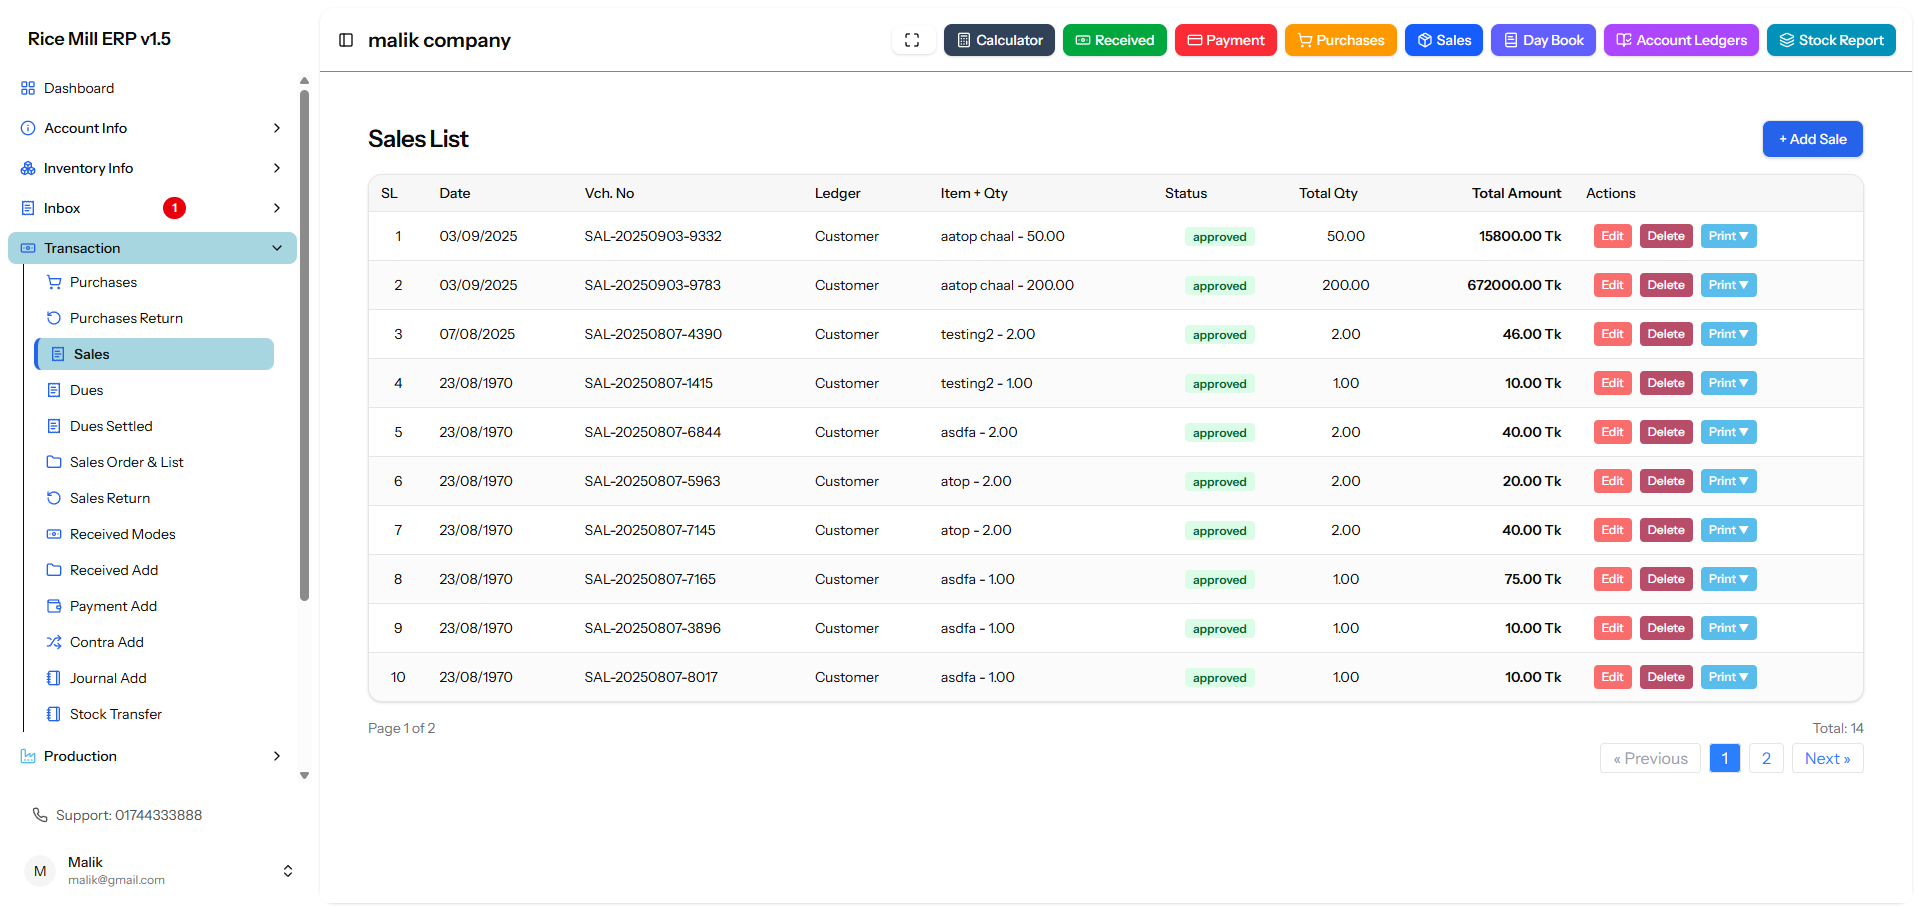 Rice Mill ERP v1.5
Dashboard
Account Info
Inventory Info
Inbox 1
Transaction
Purchases
Purchases Return
Sales
Dues
Dues Settled
Sales Order & List
Sales Return
Received Modes
Received Add
Payment Add
Contra Add
Journal Add
Stock Transfer
Production
Support: 01744333888
M
Malik
malik@gmail.com
malik company
Calculator Received Payment Purchases Sales Day Book Account Ledgers Stock Report
Sales List
+ Add Sale
SL Date Vch. No Ledger Item + Qty Status Total Qty Total Amount Actions
1 03/09/2025 SAL-20250903-9332 Customer aatop chaal - 50.00 approved 50.00 15800.00 Tk Edit Delete Print ▼
2 03/09/2025 SAL-20250903-9783 Customer aatop chaal - 200.00 approved 200.00 672000.00 Tk Edit Delete Print ▼
3 07/08/2025 SAL-20250807-4390 Customer testing2 - 2.00 approved 2.00 46.00 Tk Edit Delete Print ▼
4 23/08/1970 SAL-20250807-1415 Customer testing2 - 1.00 approved 1.00 10.00 Tk Edit Delete Print ▼
5 23/08/1970 SAL-20250807-6844 Customer asdfa - 2.00 approved 2.00 40.00 Tk Edit Delete Print ▼
6 23/08/1970 SAL-20250807-5963 Customer atop - 2.00 approved 2.00 20.00 Tk Edit Delete Print ▼
7 23/08/1970 SAL-20250807-7145 Customer atop - 2.00 approved 2.00 40.00 Tk Edit Delete Print ▼
8 23/08/1970 SAL-20250807-7165 Customer asdfa - 1.00 approved 1.00 75.00 Tk Edit Delete Print ▼
9 23/08/1970 SAL-20250807-3896 Customer asdfa - 1.00 approved 1.00 10.00 Tk Edit Delete Print ▼
10 23/08/1970 SAL-20250807-8017 Customer asdfa - 1.00 approved 1.00 10.00 Tk Edit Delete Print ▼
Page 1 of 2
Total: 14
« Previous 1 2 Next »